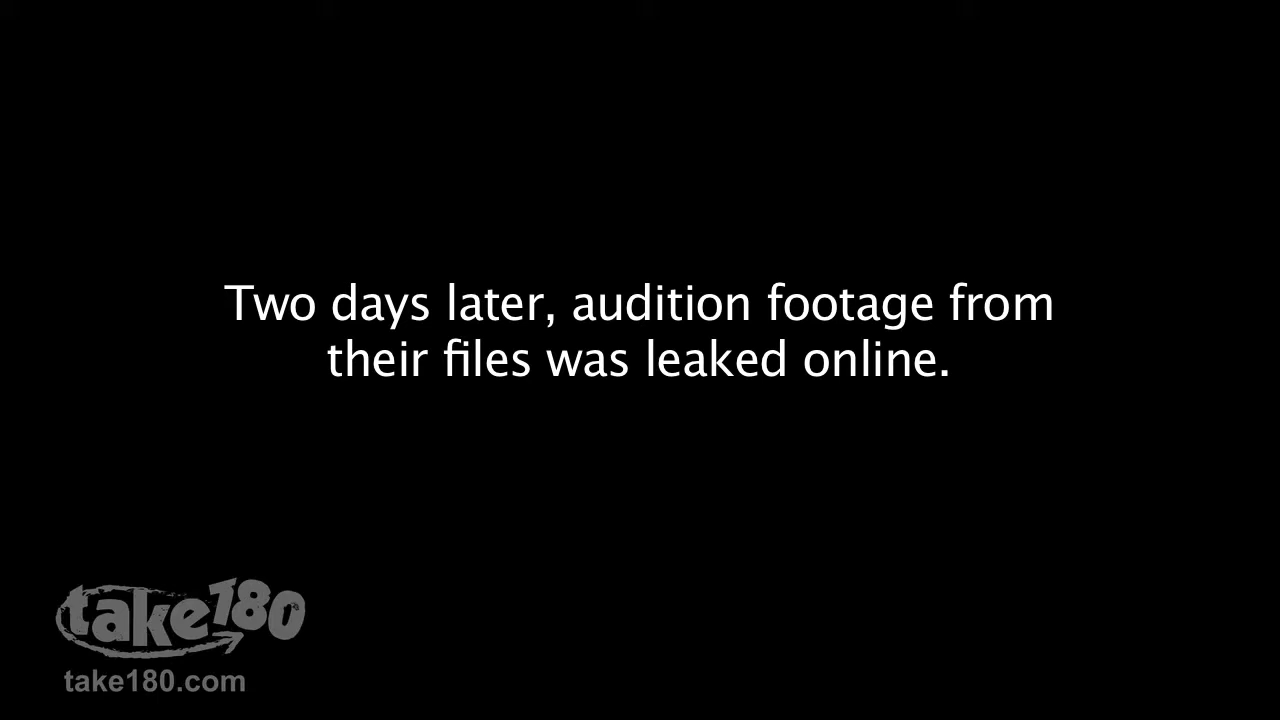 Two days later, audition footage from
their files was leaked online.
take180
take180.com